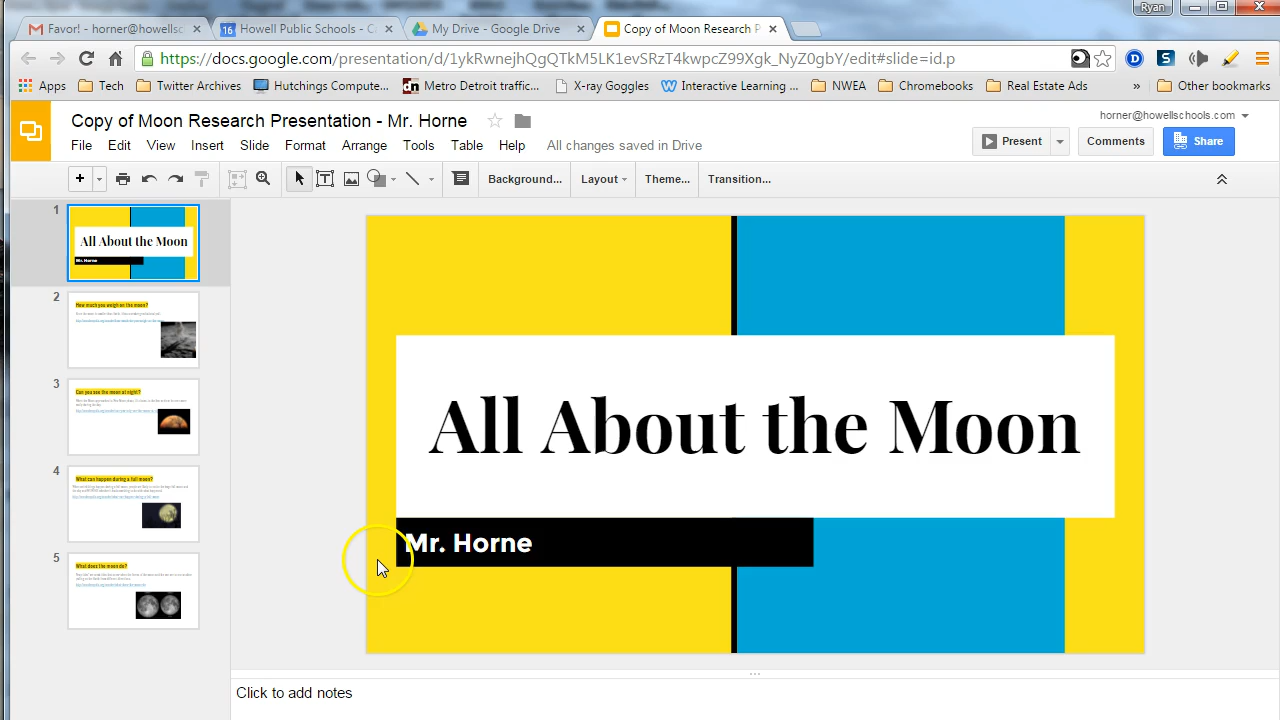 Ryan
Favor! - horner@howellsc
16 Howell Public Schools - C
My Drive - Google Drive
Copy of Moon Research P
https://docs.google.com/presentation/d/1ykRwnejhQgQTkM5LK1evSRzT4kwpcZ99Xgk_NyZ0gbY/edit#slide=id.p
Apps Tech Twitter Archives Hutchings Compute... Metro Detroit traffic... X-ray Goggles Interactive Learning ... NWEA Chromebooks Real Estate Ads » Other bookmarks
Copy of Moon Research Presentation - Mr. Horne
horner@howellschools.com
File Edit View Insert Slide Format Arrange Tools Table Help All changes saved in Drive
Present Comments Share
Background... Layout Theme... Transition...
1
All About the Moon
Mr. Horne
2
How much you weigh on the moon?
3
Can you see the moon at night?
4
What can happen during a full moon?
5
What does the moon do?
All About the Moon
Mr. Horne
Click to add notes